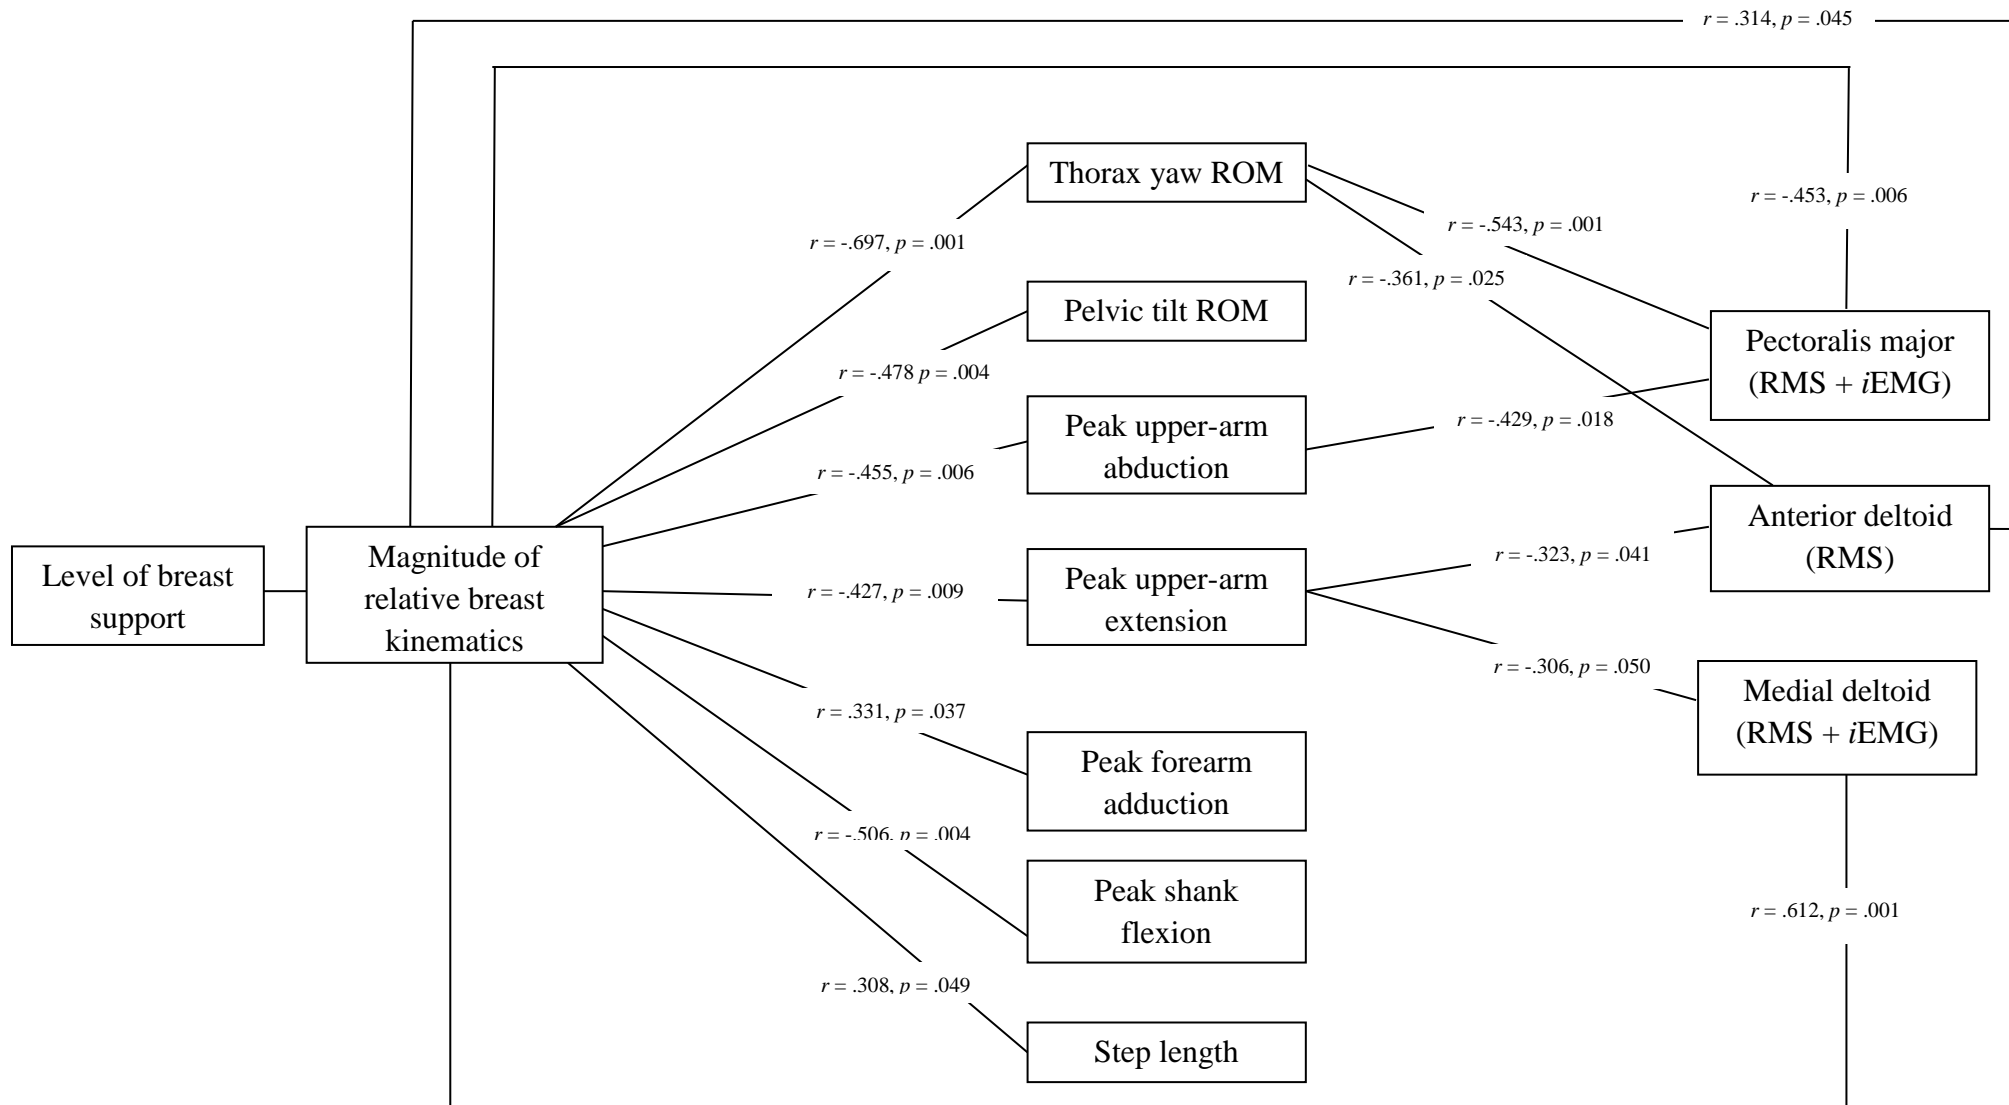 r = .314, p = .045
Thorax yaw ROM
r = -.453, p = .006
r = -.697, p = .001
r = -.543, p = .001
r = -.361, p = .025
Pelvic tilt ROM
Pectoralis major
(RMS + iEMG)
r = -.478 p = .004
Peak upper-arm
abduction
r = -.429, p = .018
r = -.455, p = .006
Level of breast
support
Magnitude of
relative breast
kinematics
Anterior deltoid
(RMS)
r = -.323, p = .041
Peak upper-arm
extension
r = -.427, p = .009
r = -.306, p = .050
Medial deltoid
(RMS + iEMG)
r = .331, p = .037
Peak forearm
adduction
r = -.506, p = .004
Peak shank
flexion
r = .612, p = .001
r = .308, p = .049
Step length